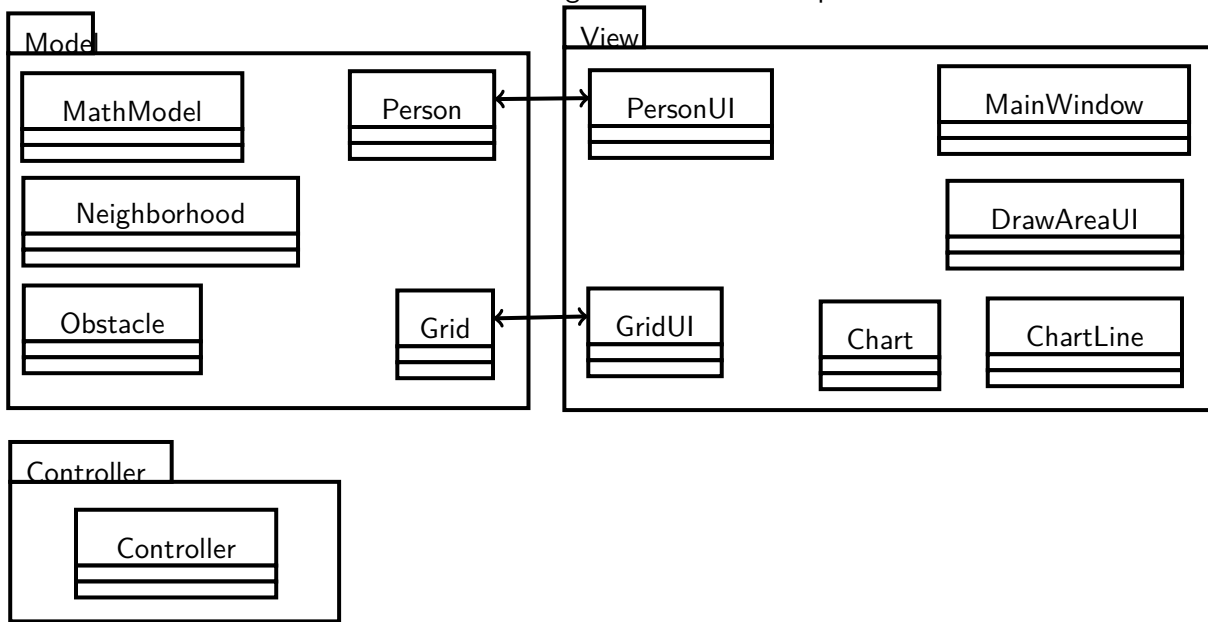 Model
MathModel
Person
Neighborhood
Obstacle
Grid
View
PersonUI
MainWindow
DrawAreaUI
GridUI
Chart
ChartLine
Controller
Controller